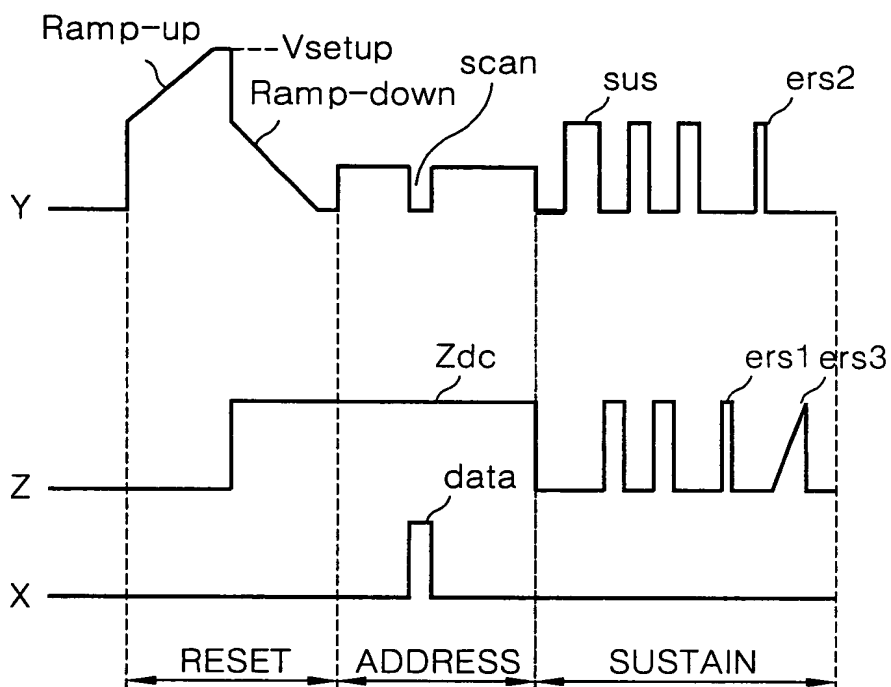 Ramp-up
Vsetup
scan
Ramp-down
sus
ers2
Y
Zdc
ers1 ers3
Z
data
X
RESET ADDRESS SUSTAIN